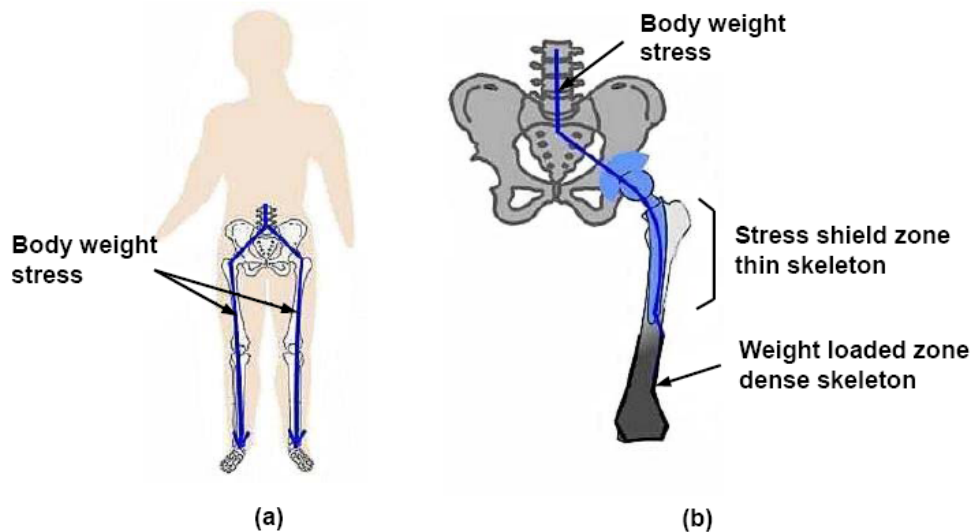 Body weight
stress
Body weight
stress
Stress shield zone
thin skeleton
Weight loaded zone
dense skeleton
(a)
(b)